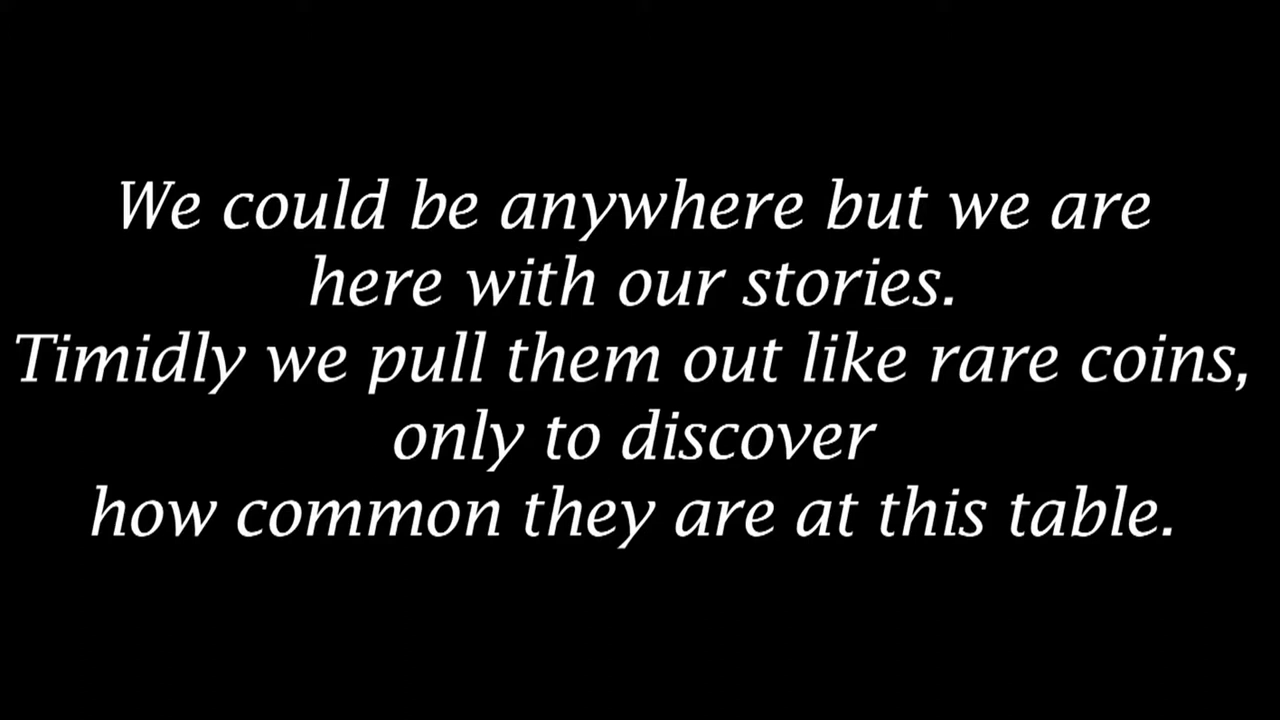 We could be anywhere but we are
here with our stories.
Timidly we pull them out like rare coins,
only to discover
how common they are at this table.